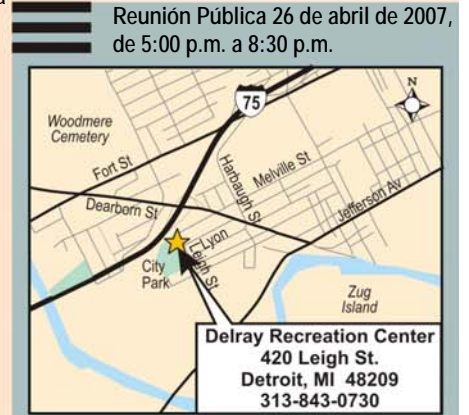 Reunión Pública 26 de abril de 2007,
de 5:00 p.m. a 8:30 p.m.
N
75
Woodmere
Cemetery
Fort St
Harbaugh St
Melville St
Dearborn St
Jefferson Av
Lyon
Leigh St
City
Park
Zug
Island
Delray Recreation Center
420 Leigh St.
Detroit, MI 48209
313-843-0730